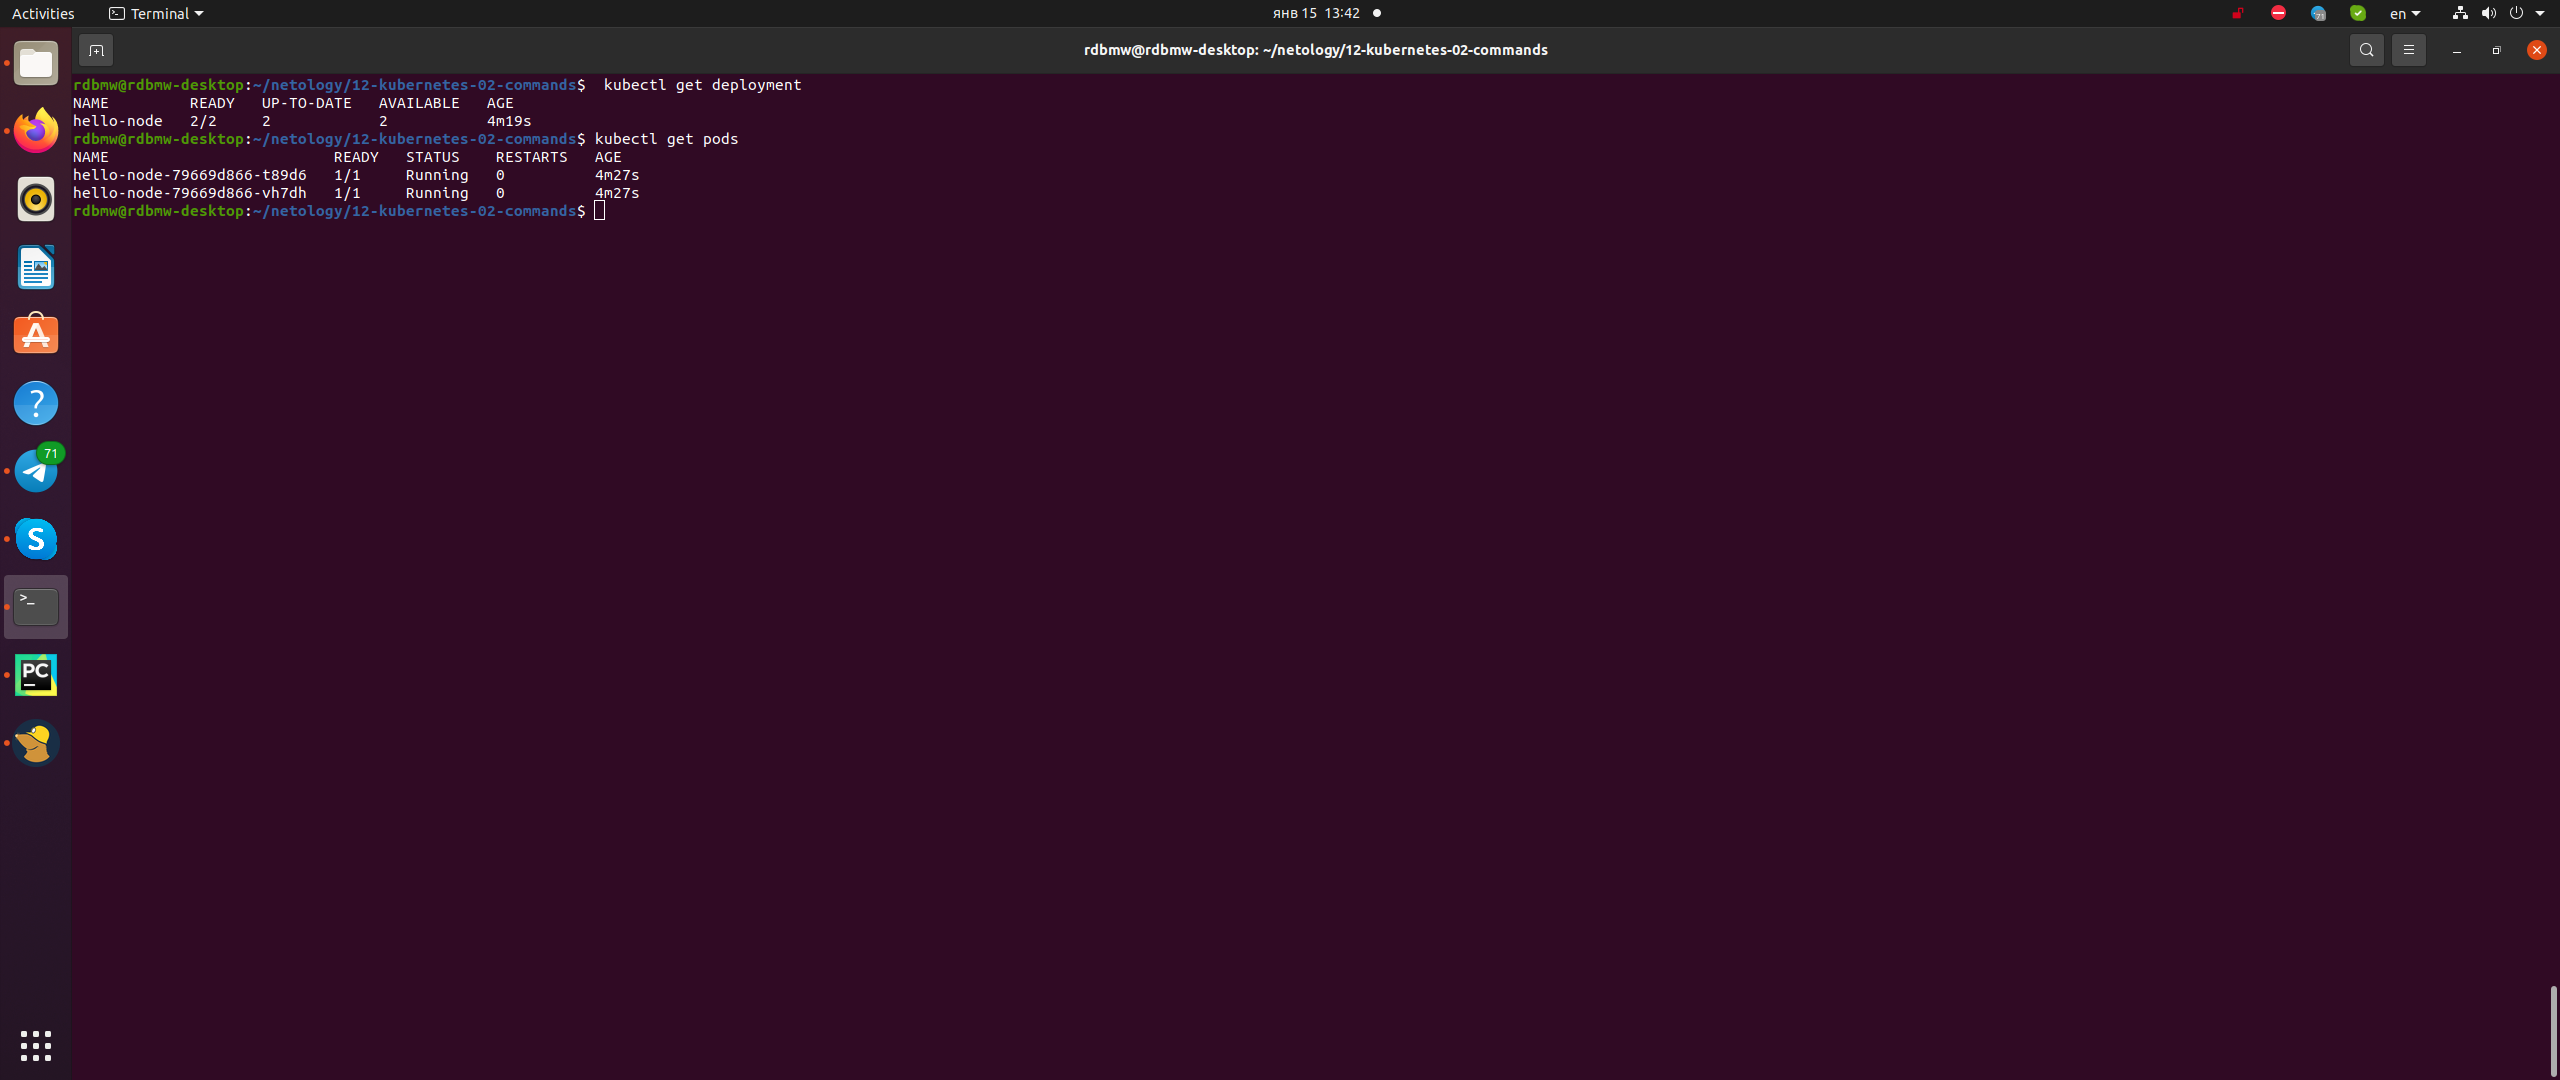 Activities Terminal янв 15 13:42 71 en
rdbmw@rdbmw-desktop: ~/netology/12-kubernetes-02-commands
rdbmw@rdbmw-desktop:~/netology/12-kubernetes-02-commands$  kubectl get deployment
NAME         READY   UP-TO-DATE   AVAILABLE   AGE
hello-node   2/2     2            2           4m19s
rdbmw@rdbmw-desktop:~/netology/12-kubernetes-02-commands$ kubectl get pods
NAME                         READY   STATUS    RESTARTS   AGE
hello-node-79669d866-t89d6   1/1     Running   0          4m27s
hello-node-79669d866-vh7dh   1/1     Running   0          4m27s
rdbmw@rdbmw-desktop:~/netology/12-kubernetes-02-commands$
A
?
71
S
>_
PC